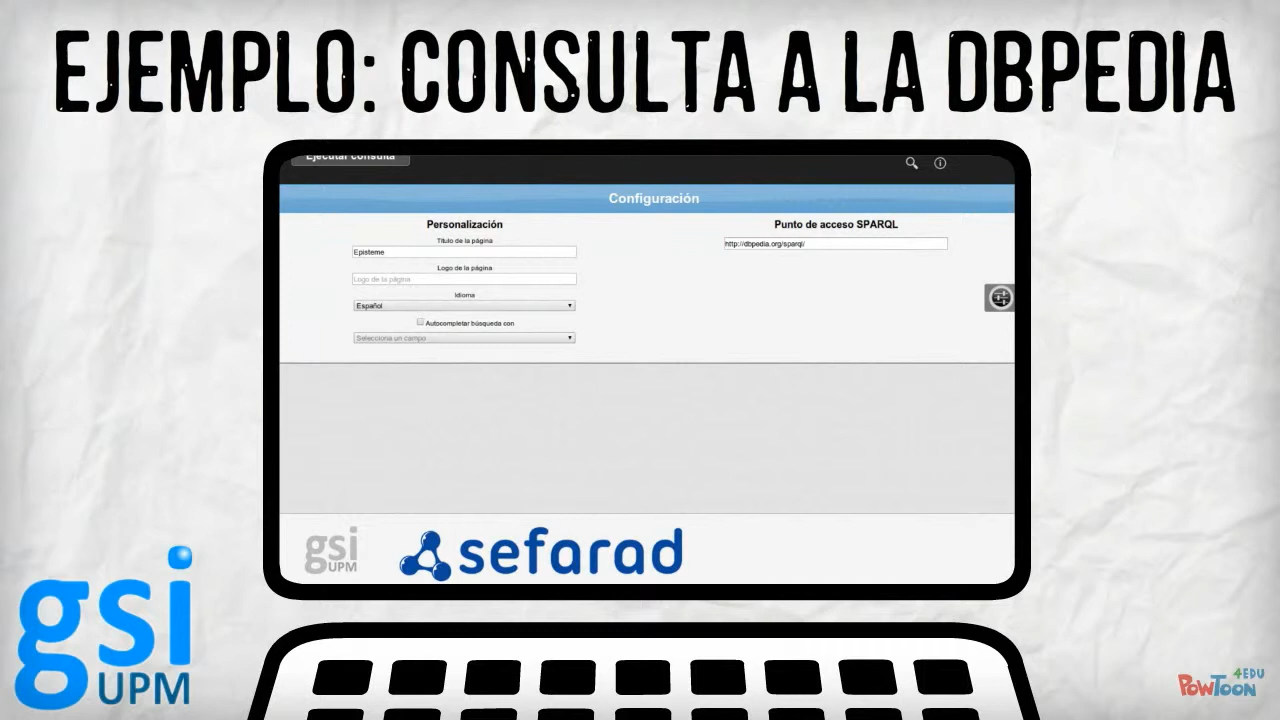 EJEMPLO: CONSULTA A LA DBPEDIA
Ejecutar consulta
Configuración
Personalización
Título de la página
Episteme
Logo de la página
Logo de la página
Idioma
Español
Autocompletar búsqueda con
Selecciona un campo
Punto de acceso SPARQL
http://dbpedia.org/sparql/
gsi
UPM
sefarad
gsi
UPM
4EDU
POWTOON